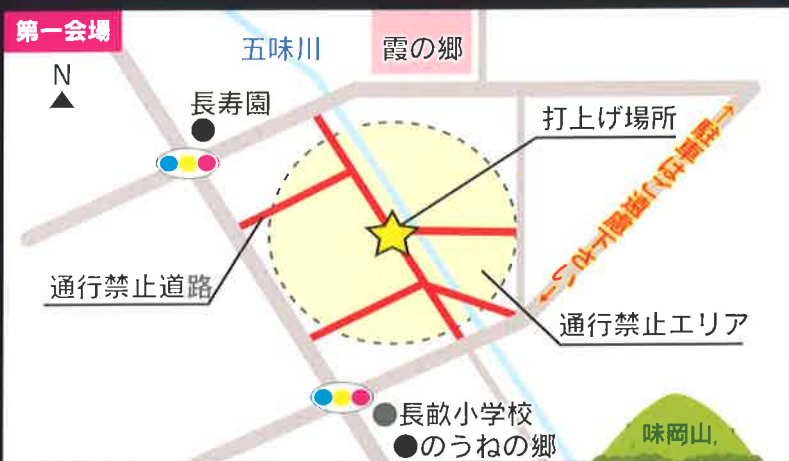 第一会場
五味川
霞の郷
N
長寿園
打上げ場所
←駐車はご遠慮下さい→
通行禁止道路
通行禁止エリア
長畝小学校
のうねの郷
味岡山